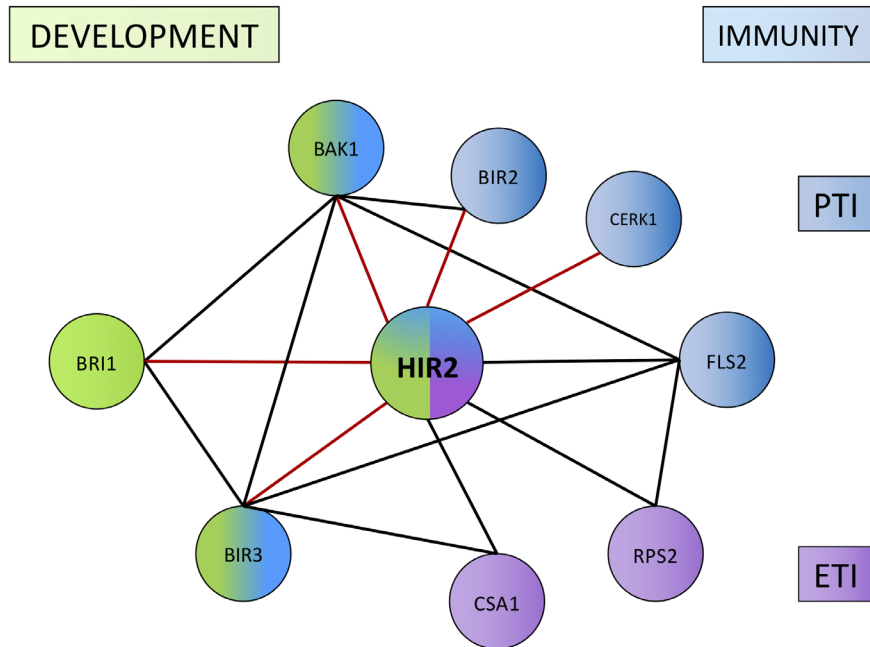 DEVELOPMENT
IMMUNITY
BAK1
BIR2
CERK1
PTI
BRI1
HIR2
FLS2
BIR3
RPS2
CSA1
ETI